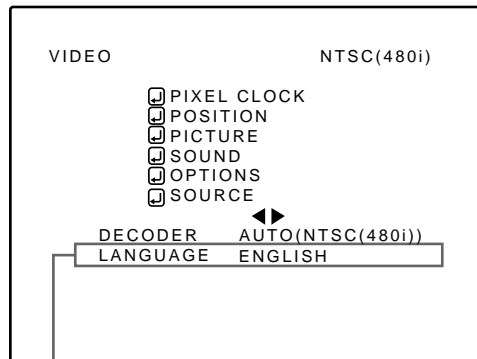 VIDEO NTSC(480i)
PIXEL CLOCK
POSITION
PICTURE
SOUND
OPTIONS
SOURCE
DECODER AUTO(NTSC(480i))
LANGUAGE ENGLISH